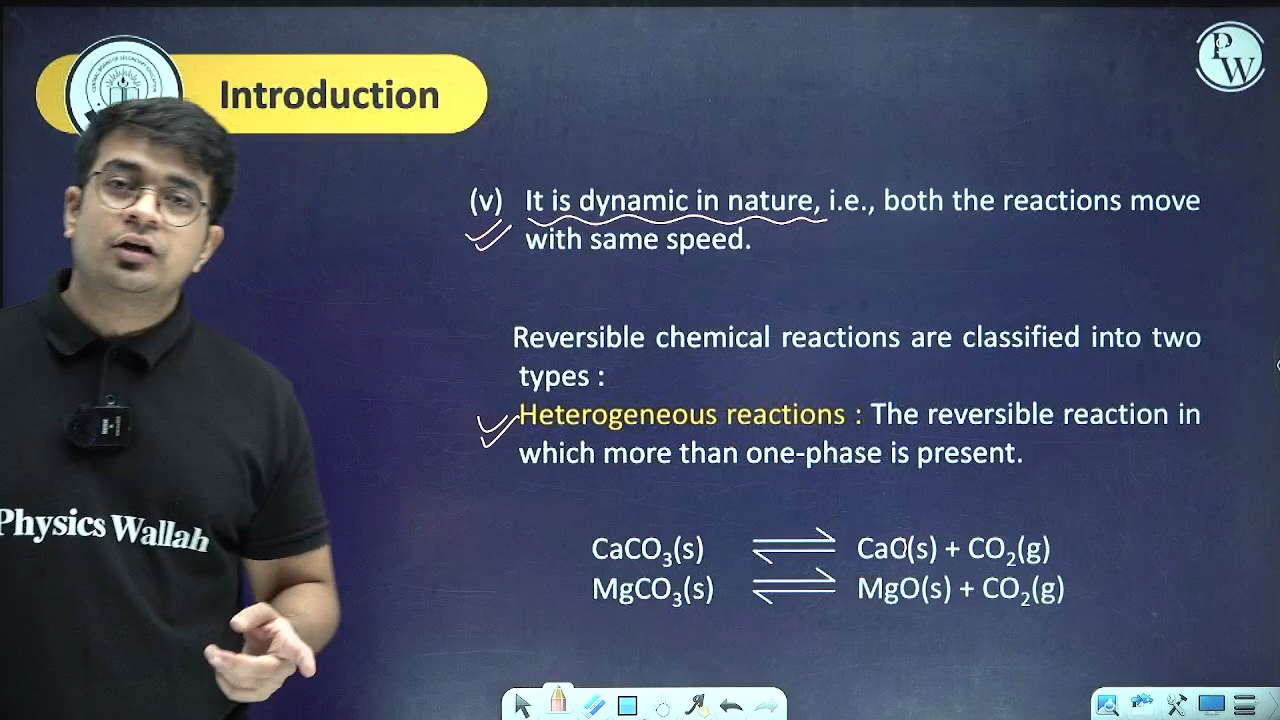 Introduction
PW
(v) It is dynamic in nature, i.e., both the reactions move
with same speed.
Reversible chemical reactions are classified into two
types :
Heterogeneous reactions : The reversible reaction in
which more than one-phase is present.
CaCO₃(s) ⇌ CaO(s) + CO₂(g)
MgCO₃(s) ⇌ MgO(s) + CO₂(g)
Physics Wallah